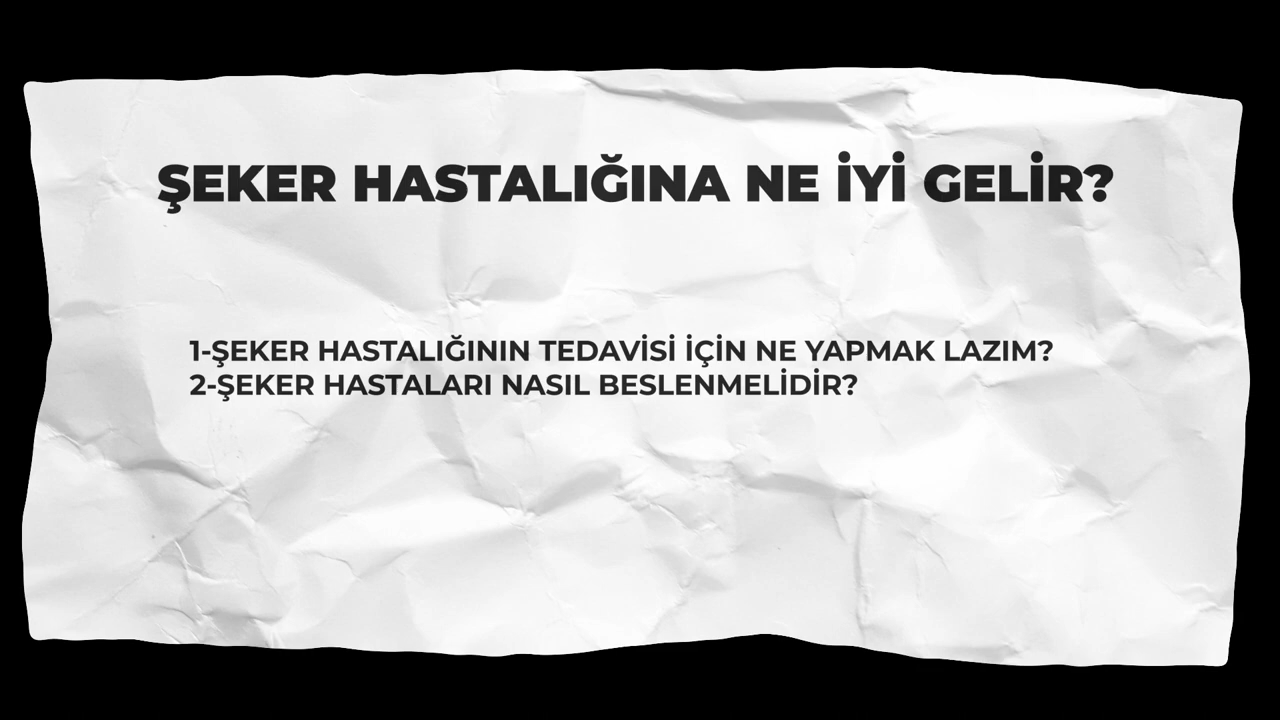 ŞEKER HASTALIĞINA NE İYİ GELİR?
1-ŞEKER HASTALIĞININ TEDAVİSİ İÇİN NE YAPMAK LAZIM?
2-ŞEKER HASTALARI NASIL BESLENMELİDİR?